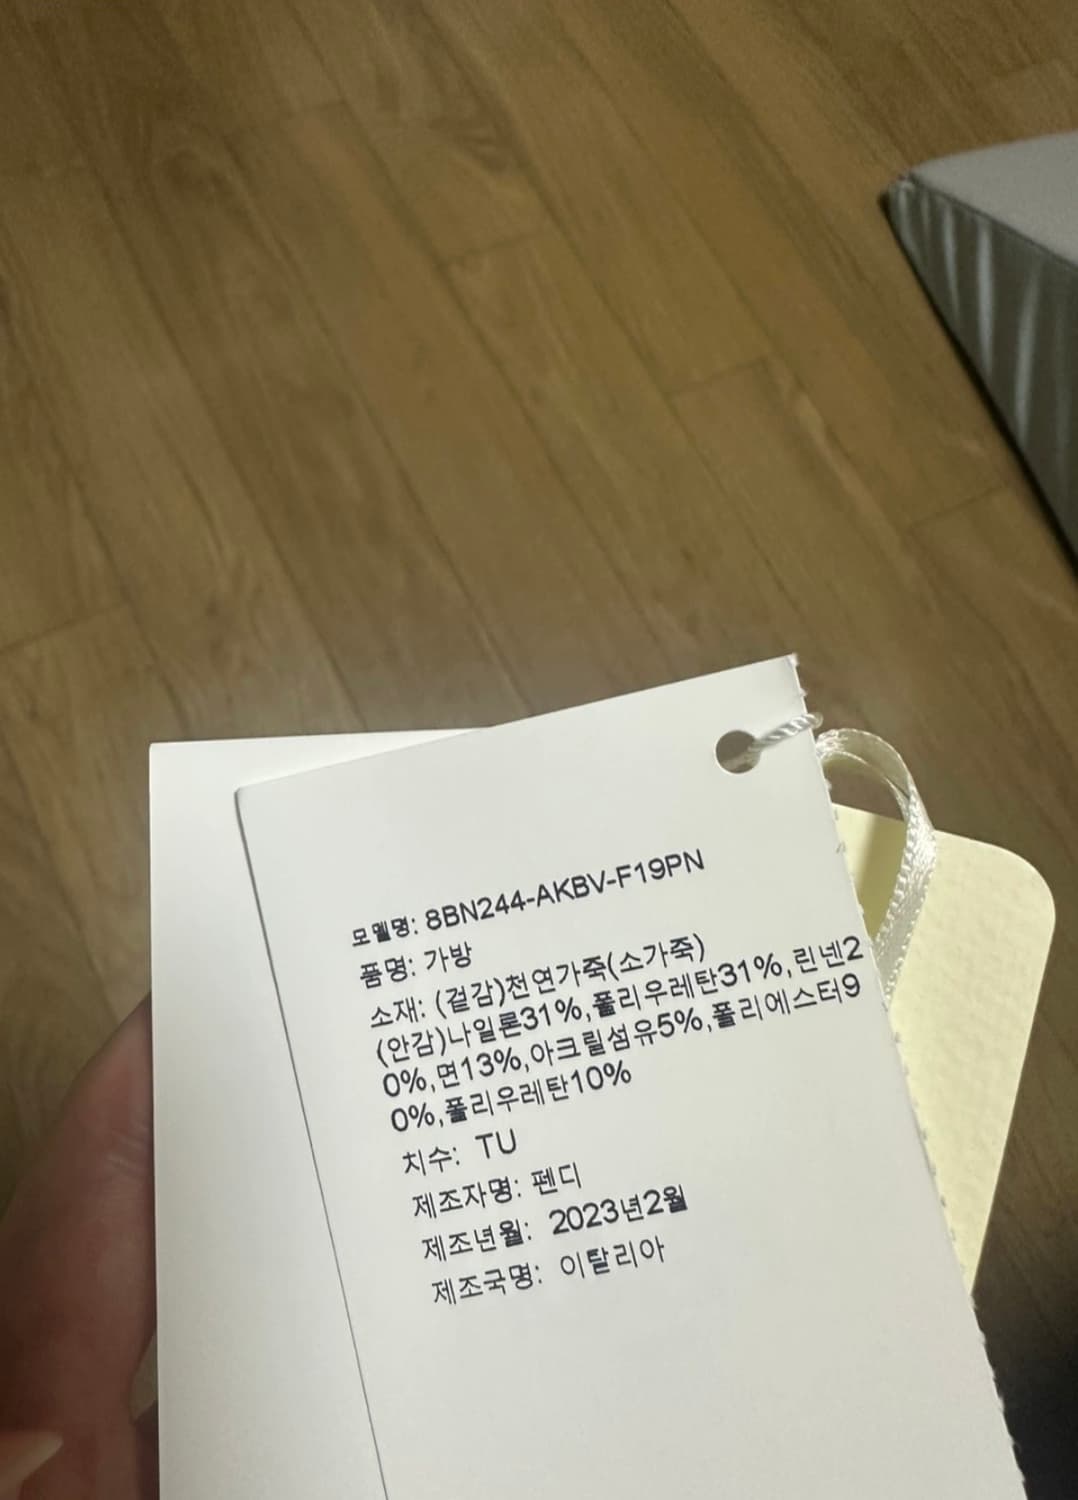 모델명: 8BN244-AKBV-F19PN
품명: 가방
소재: (겉감)천연가죽(소가죽)
(안감)나일론31%,폴리우레탄31%,린넨2
0%,면13%,아크릴섬유5%,폴리에스터9
0%,폴리우레탄10%
치수: TU
제조자명: 펜디
제조년월: 2023년2월
제조국명: 이탈리아